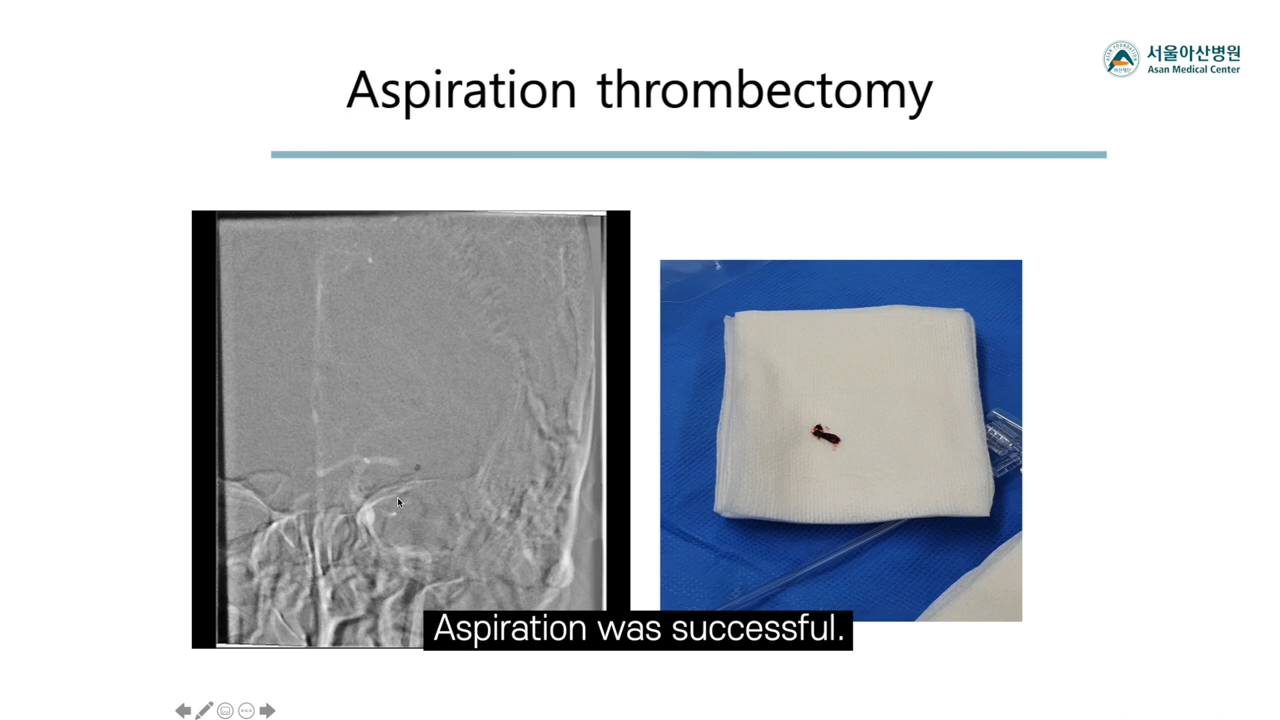 서울아산병원
Asan Medical Center
Aspiration thrombectomy
Aspiration was successful.